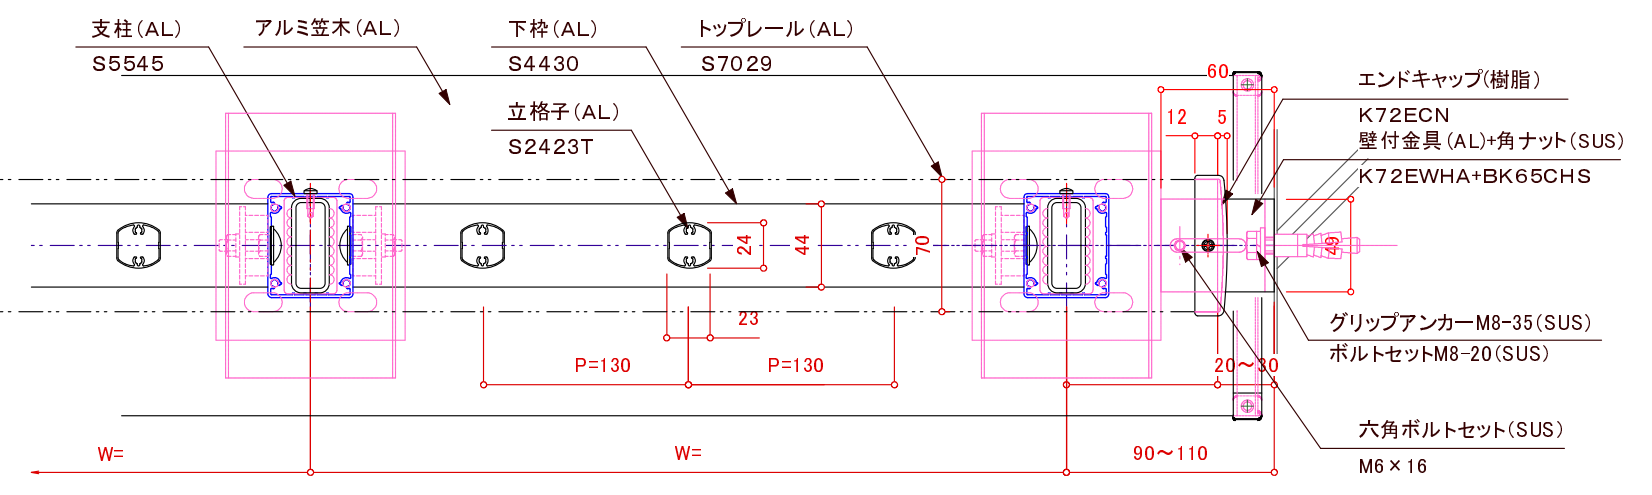 支柱(AL)
S5545
アルミ笠木(AL)
下枠(AL)
S4430
トップレール(AL)
S7029
立格子(AL)
S2423T
60
12
5
エンドキャップ(樹脂)
K72ECN
壁付金具(AL)+角ナット(SUS)
K72EWHA+BK65CHS
24
44
70
49
23
グリップアンカーM8-35(SUS)
ボルトセットM8-20(SUS)
P=130
P=130
20～30
六角ボルトセット(SUS)
M6×16
W=
W=
90～110